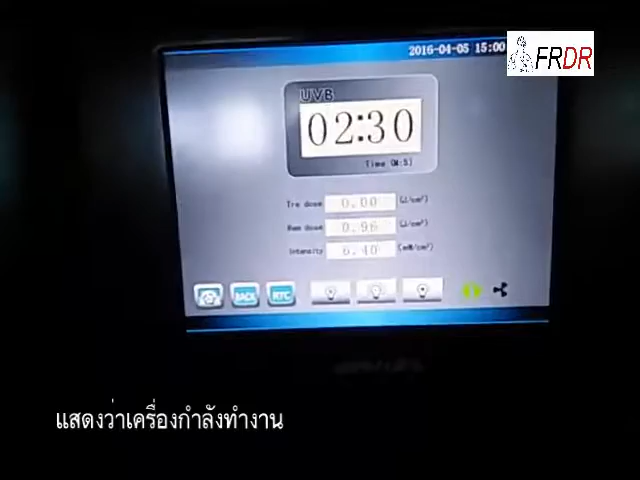 2016-04-05 15:00
FRDR
UVB
02:30
Time (M:S)
Tre dose 0.00 (J/cm²)
Rem dose 0.96 (J/cm²)
Intensity 6.40 (mW/cm²)
BACK
แสดงว่าเครื่องกำลังทำงาน